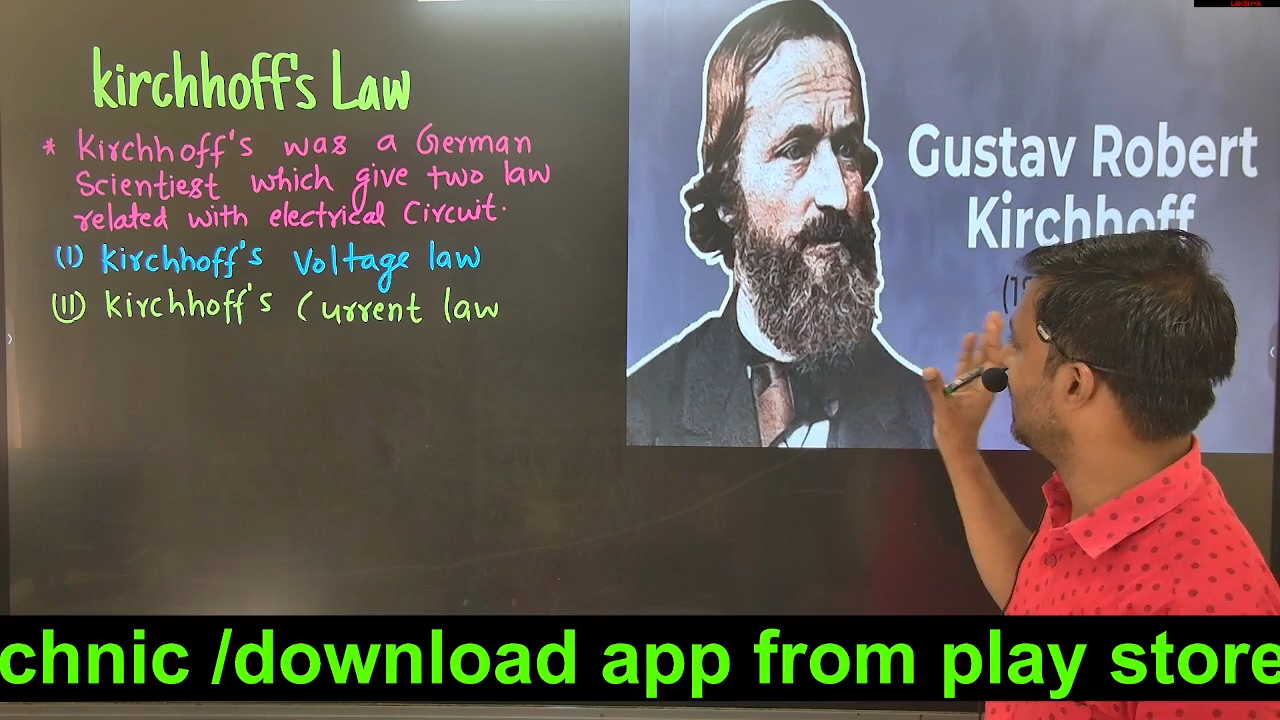 kirchhoff's Law
* Kirchhoff's was a German
Scientiest which give two law
related with electrical Circuit.
(I) kirchhoff's voltage law
(II) kirchhoff's Current law
Gustav Robert
Kirchhoff
chnic /download app from play store